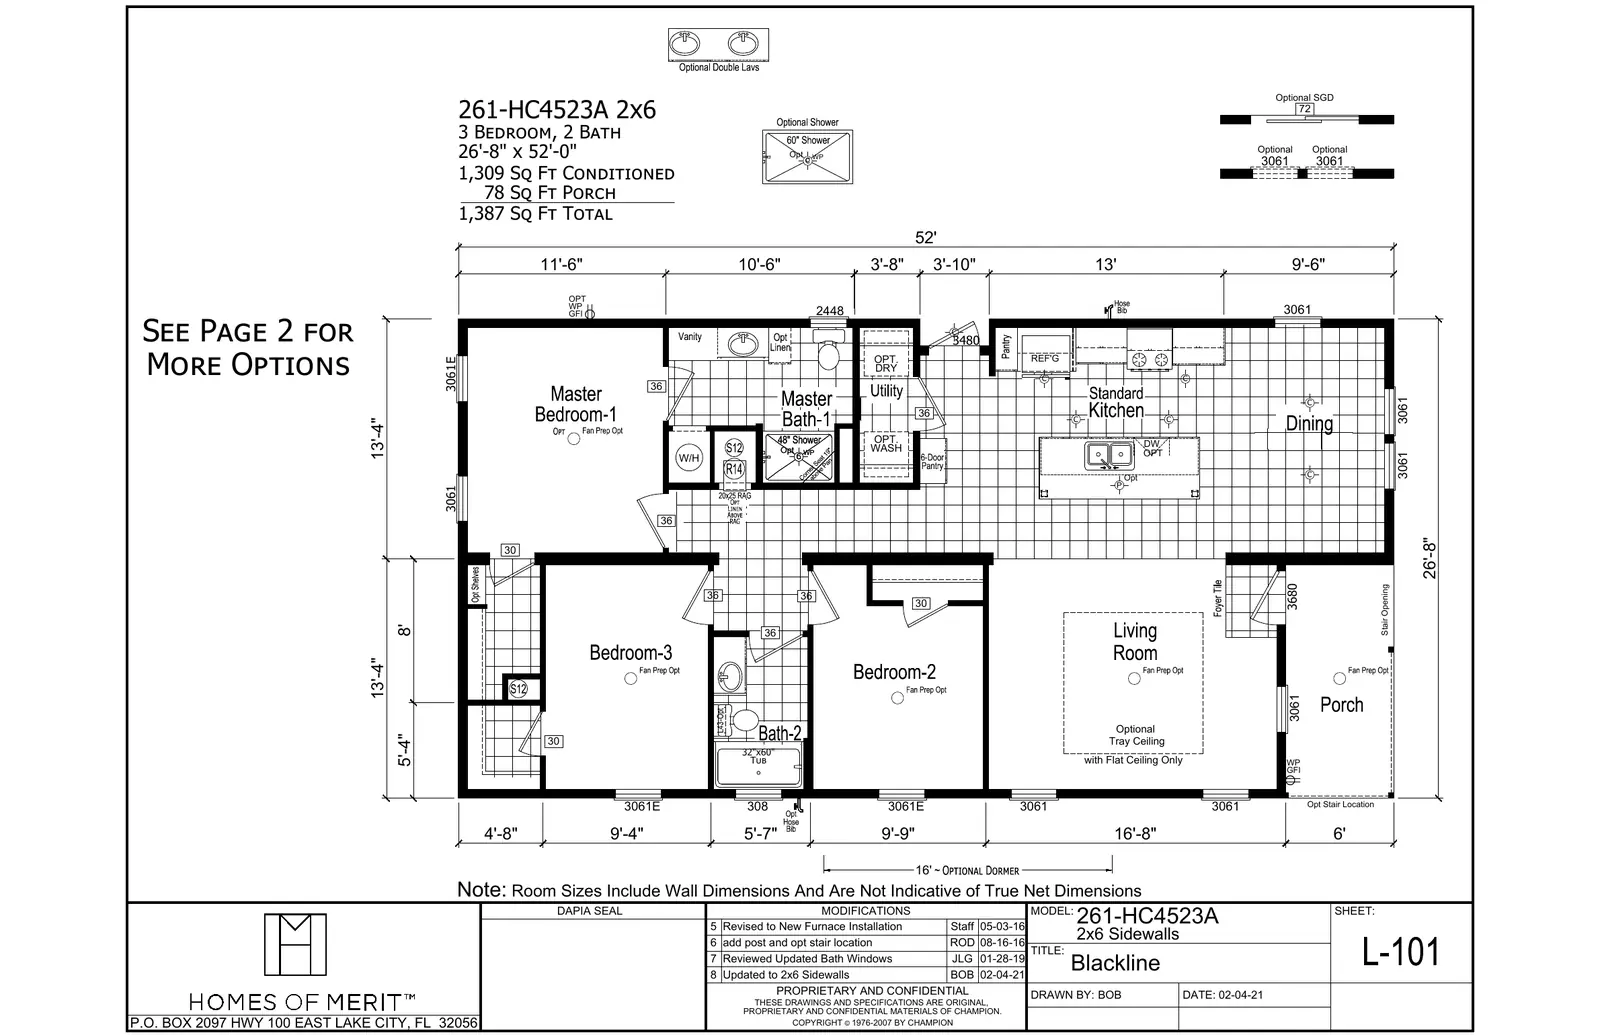 Optional Double Lavs
261-HC4523A 2x6
3 BEDROOM, 2 BATH
26'-8" X 52'-0"
1,309 SQ FT CONDITIONED
78 SQ FT PORCH
1,387 SQ FT TOTAL
Optional Shower
60" Shower
Opt WP
Optional SGD
72
Optional Optional
3061 3061
SEE PAGE 2 FOR
MORE OPTIONS
52'
11'-6" 10'-6" 3'-8" 3'-10" 13' 9'-6"
OPT
WP
GFI
2448
Hose
Bib
3061
3480
Vanity
Opt
Linen
Pantry
REF'G
OPT.
DRY
Utility
OPT.
WASH
3061E
36
36
Master
Bedroom-1
OPT Fan Prep Opt
Master
Bath-1
Standard
Kitchen
Dining
3061
3061
13'-4"
W/H
S12
R14
48" Shower
Opt WP
6-Door
Pantry
DW
OPT
Opt
P
3061
20x25 RAG
OPT
LINEN
ABOVE
RAG
36
26'-8"
30
Opt Shelves
36
36
30
Foyer Tile
3680
Stair Opening
8'
36
Bedroom-3
Fan Prep Opt
Bedroom-2
Fan Prep Opt
Living
Room
Fan Prep Opt
Fan Prep Opt
Porch
13'-4"
S12
3061
5'-4"
30
Bath-2
32"x60"
TUB
Optional
Tray Ceiling
with Flat Ceiling Only
WP
GFI
3061E 308 3061E 3061 3061
Opt Stair Location
Opt
Hose
Bib
4'-8" 9'-4" 5'-7" 9'-9" 16'-8" 6'
16' ~ OPTIONAL DORMER
Note: Room Sizes Include Wall Dimensions And Are Not Indicative of True Net Dimensions
HOMES OF MERIT™
P.O. BOX 2097 HWY 100 EAST LAKE CITY, FL 32056
DAPIA SEAL
MODIFICATIONS
5 Revised to New Furnace Installation Staff 05-03-16
6 add post and opt stair location ROD 08-16-16
7 Reviewed Updated Bath Windows JLG 01-28-19
8 Updated to 2x6 Sidewalls BOB 02-04-21
PROPRIETARY AND CONFIDENTIAL
THESE DRAWINGS AND SPECIFICATIONS ARE ORIGINAL,
PROPRIETARY AND CONFIDENTIAL MATERIALS OF CHAMPION.
COPYRIGHT © 1976-2007 BY CHAMPION
MODEL: 261-HC4523A
2x6 Sidewalls
TITLE:
Blackline
DRAWN BY: BOB DATE: 02-04-21
SHEET:
L-101